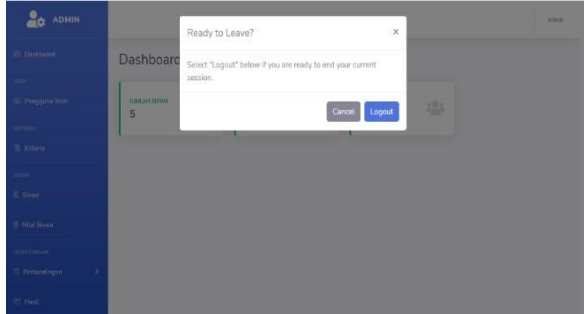 ADMIN
admin
Ready to Leave?
×
Select "Logout" below if you are ready to end your current
session.
Cancel
Logout
Dashboard
Dashboard
Pengguna Web
Kriteria
Siswa
Nilai Siswa
Perbandingan
Hasil
JUMLAH SISWA
5